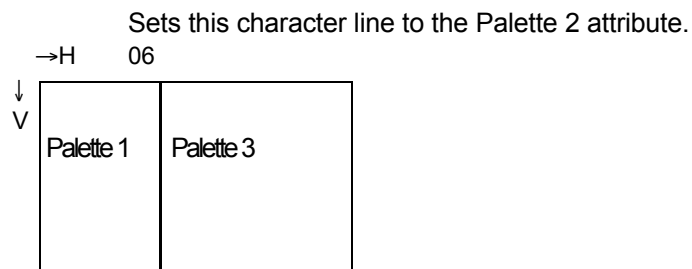 Sets this character line to the Palette 2 attribute.
→H 06
↓
V
Palette 1 Palette 3